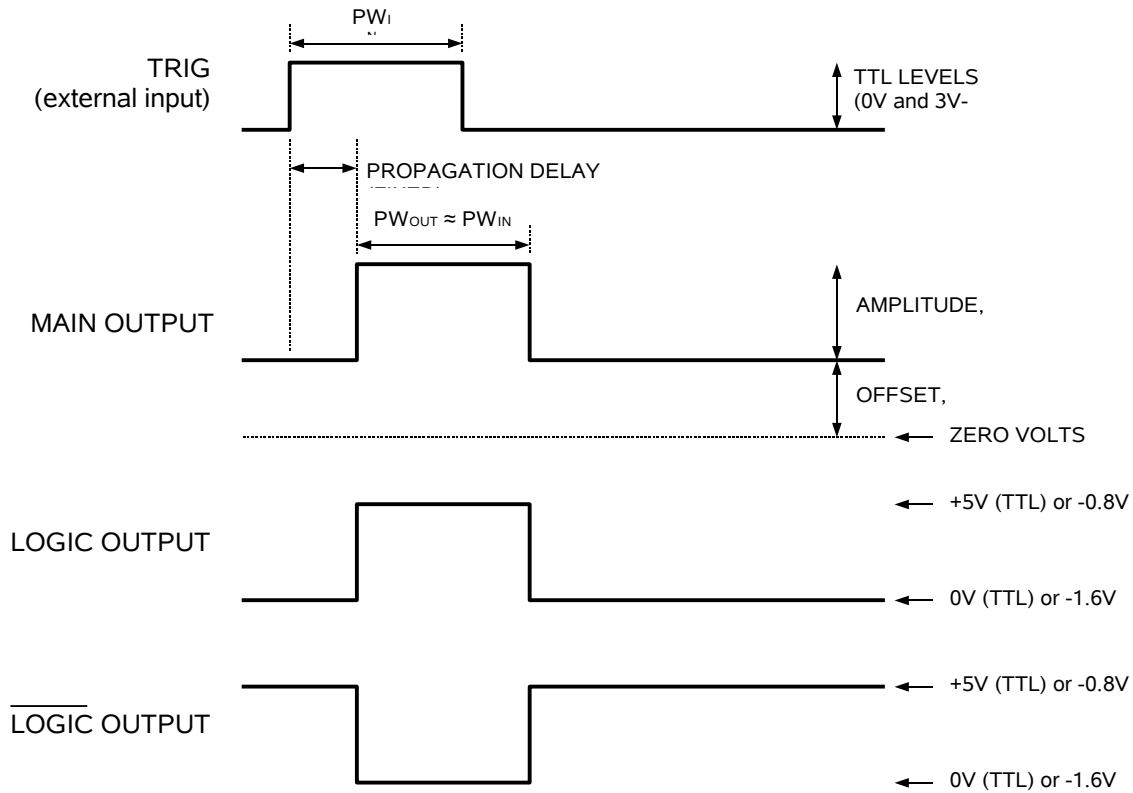 PWI
TRIG
(external input)
TTL LEVELS
(0V and 3V-
PROPAGATION DELAY
PWOUT ≈ PWIN
MAIN OUTPUT
AMPLITUDE,
OFFSET,
ZERO VOLTS
+5V (TTL) or -0.8V
LOGIC OUTPUT
0V (TTL) or -1.6V
+5V (TTL) or -0.8V
LOGIC OUTPUT
0V (TTL) or -1.6V